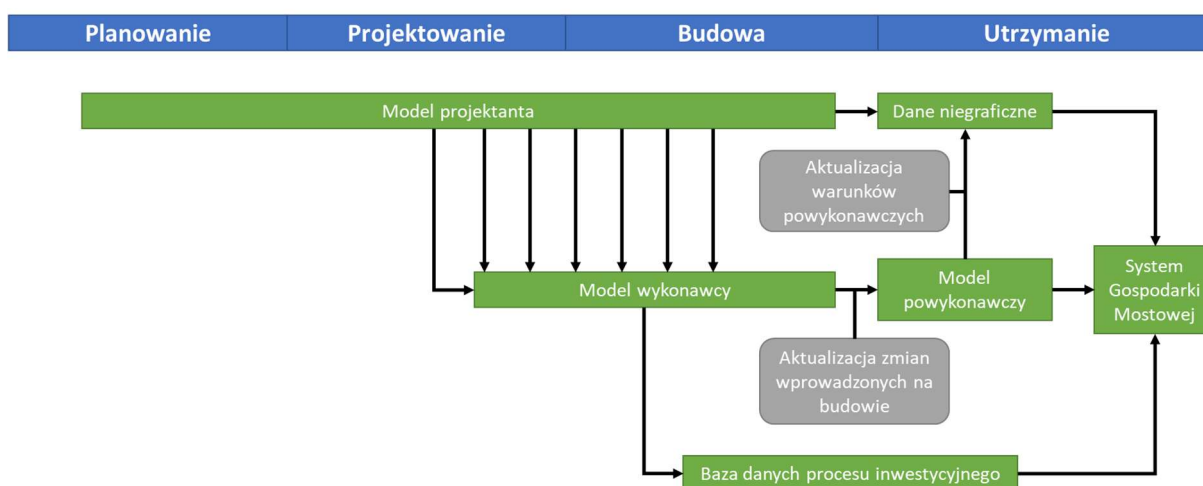 Planowanie
Projektowanie
Budowa
Utrzymanie
Model projektanta
Dane niegraficzne
Aktualizacja
warunków
powykonawczych
Model wykonawcy
Model
powykonawczy
System
Gospodarki
Mostowej
Aktualizacja zmian
wprowadzonych na
budowie
Baza danych procesu inwestycyjnego